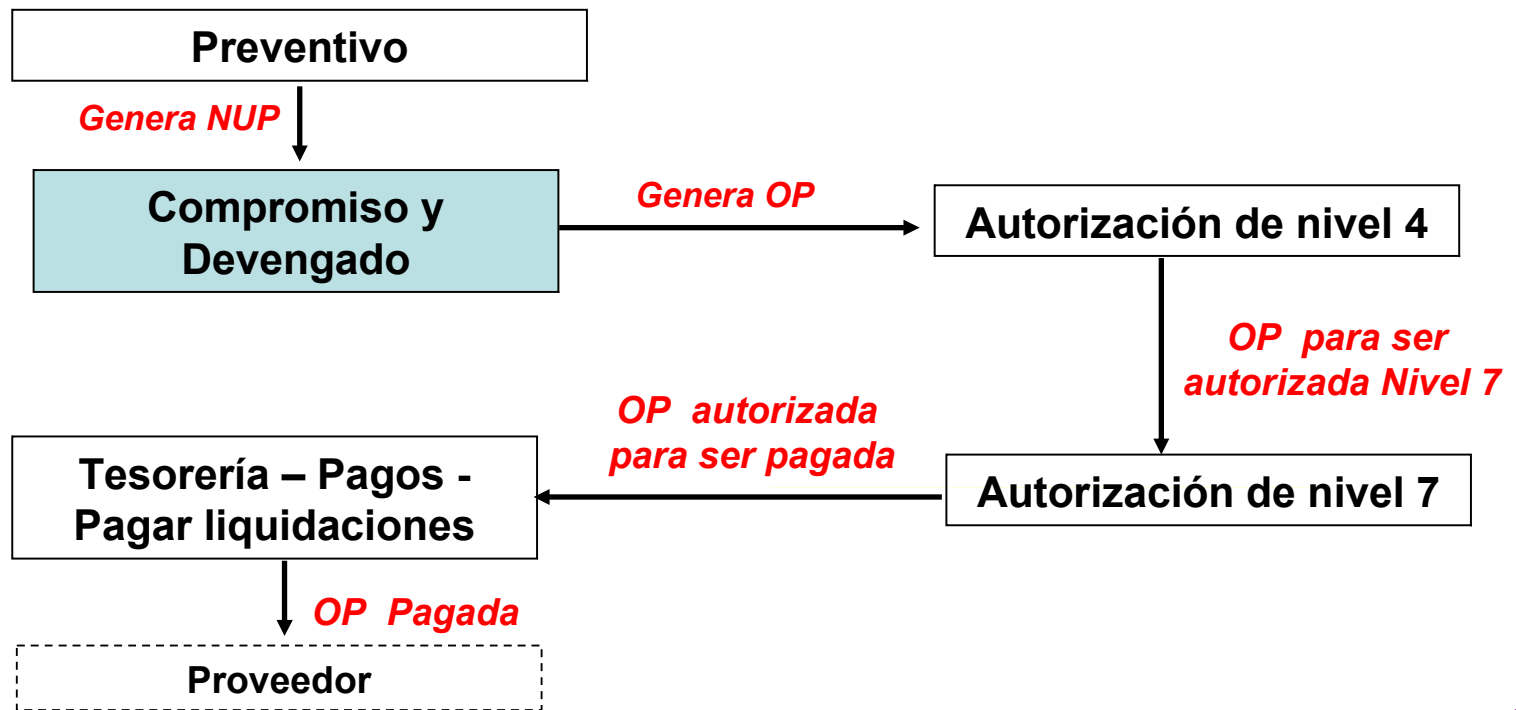 Preventivo
Genera NUP
Compromiso y
Devengado
Genera OP
Autorización de nivel 4
OP para ser
autorizada Nivel 7
Autorización de nivel 7
OP autorizada
para ser pagada
Tesorería – Pagos -
Pagar liquidaciones
OP Pagada
Proveedor